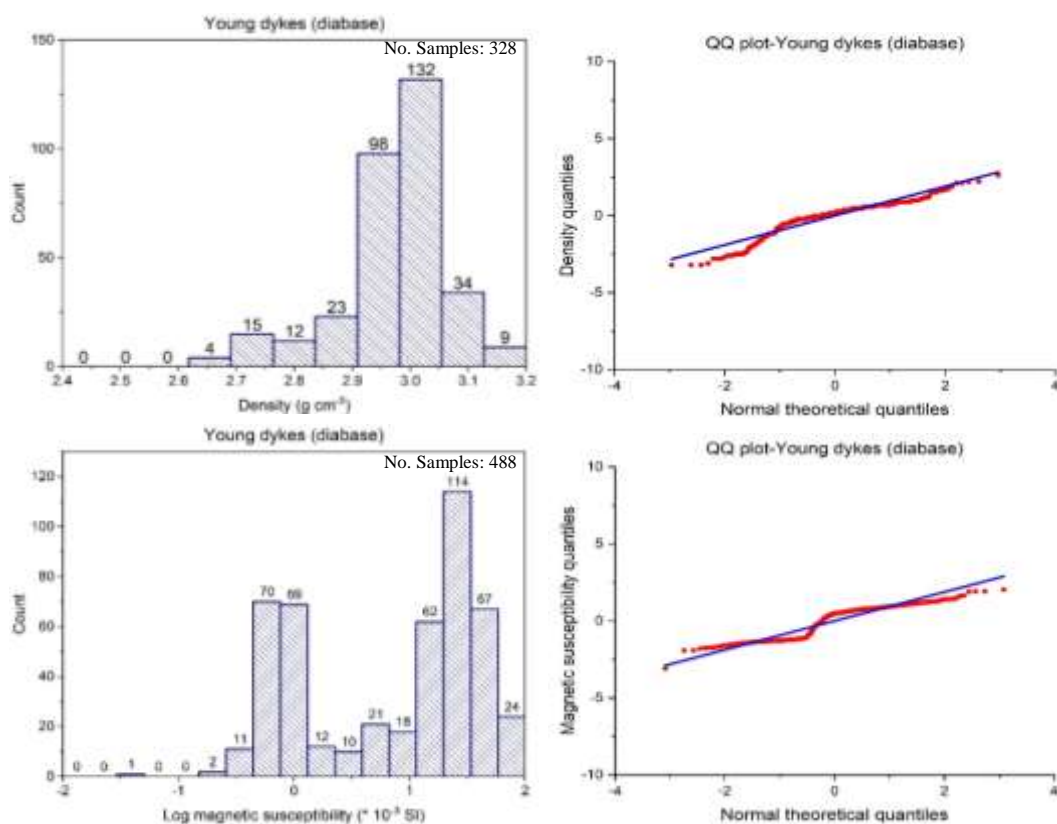 Young dykes (diabase)
No. Samples: 328
150
100
50
0
Count
0 0 0 4 15 12 23 98 132 34 9
2.4 2.5 2.6 2.7 2.8 2.9 3.0 3.1 3.2
Density (g cm⁻³)
QQ plot-Young dykes (diabase)
10
5
0
-5
-10
Density quantiles
-4 -2 0 2 4
Normal theoretical quantiles
Young dykes (diabase)
No. Samples: 488
120
100
80
60
40
20
0
Count
0 0 1 0 0 2 11 70 69 12 10 21 18 62 114 67 24
-2 -1 0 1 2
Log magnetic susceptibility (* 10⁻³ SI)
QQ plot-Young dykes (diabase)
10
5
0
-5
-10
Magnetic susceptibility quantiles
-4 -2 0 2 4
Normal theoretical quantiles